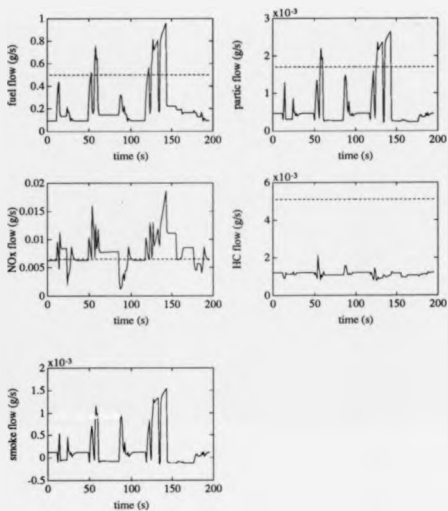 fuel flow (g/s)
1
0.8
0.6
0.4
0.2
0
0 50 100 150 200
time (s)
partic flow (g/s)
x10-3
3
2
1
0
0 50 100 150 200
time (s)
NOx flow (g/s)
0.02
0.015
0.01
0.005
0
0 50 100 150 200
time (s)
HC flow (g/s)
x10-3
6
4
2
0
0 50 100 150 200
time (s)
smoke flow (g/s)
x10-3
1.5
1
0.5
0
-0.5
0 50 100 150 200
time (s)